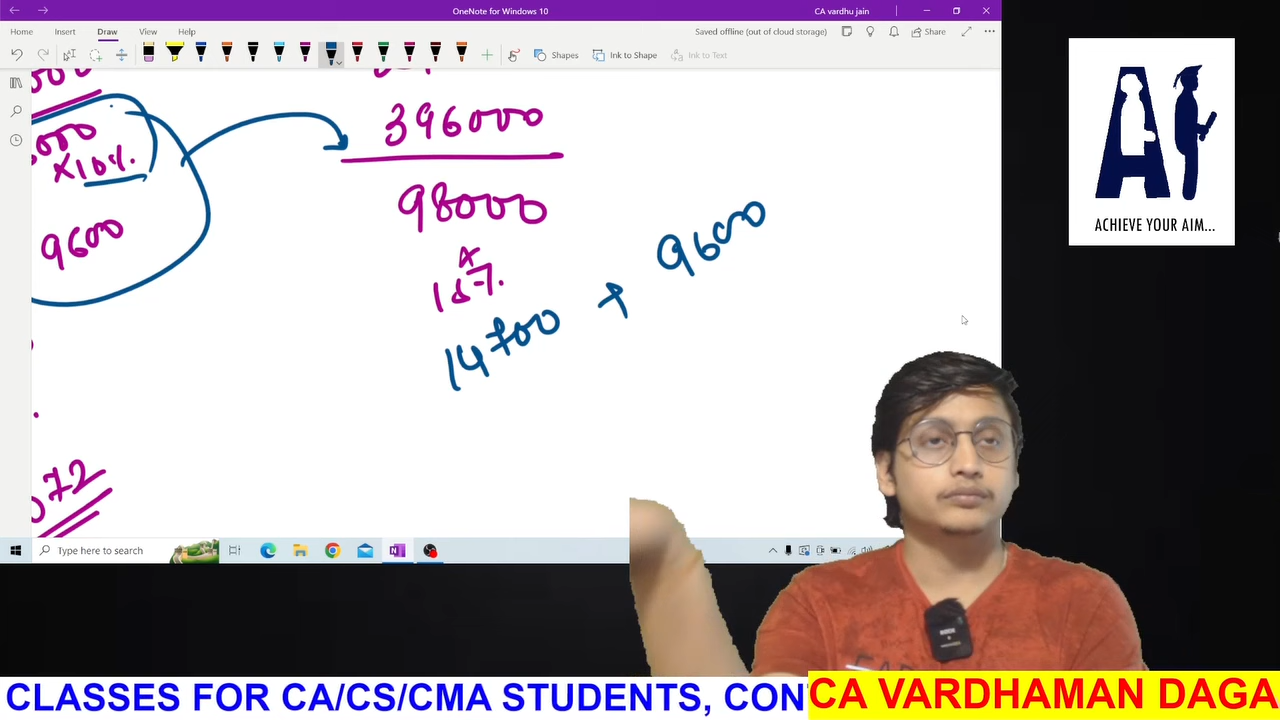 OneNote for Windows 10
CA vardhu jain
Home Insert Draw View Help
Saved offline (out of cloud storage)
Share
Shapes
Ink to Shape
Ink to Text
396000
×10%
98000
9600
×
15%
14700 + 9600
072
Type here to search
ACHIEVE YOUR AIM...
CLASSES FOR CA/CS/CMA STUDENTS, CON
CA VARDHAMAN DAGA